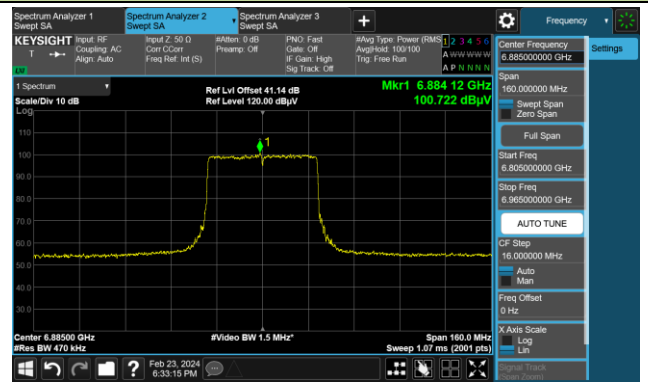 Spectrum Analyzer 1
Swept SA
Spectrum Analyzer 2
Swept SA
Spectrum Analyzer 3
Swept SA
+
Frequency
KEYSIGHT
T
LW
Input: RF
Coupling: AC
Align: Auto
Input Z: 50 Ω
Corr CCorr
Freq Ref: Int (S)
#Atten: 0 dB
Preamp: Off
PNO: Fast
Gate: Off
IF Gain: High
Sig Track: Off
#Avg Type: Power (RMS)
Avg|Hold: 100/100
Trig: Free Run
1 2 3 4 5 6
A W W W W W
A P N N N N
1 Spectrum
Scale/Div 10 dB
Log
Ref Lvl Offset 41.14 dB
Ref Level 120.00 dBµV
Mkr1 6.884 12 GHz
100.722 dBµV
1
110
100
90.0
80.0
70.0
60.0
50.0
40.0
30.0
Center 6.88500 GHz
#Res BW 470 kHz
#Video BW 1.5 MHz*
Span 160.0 MHz
Sweep 1.07 ms (2001 pts)
Center Frequency
6.885000000 GHz
Span
160.000000 MHz
Swept Span
Zero Span
Full Span
Start Freq
6.805000000 GHz
Stop Freq
6.965000000 GHz
AUTO TUNE
CF Step
16.000000 MHz
Auto
Man
Freq Offset
0 Hz
X Axis Scale
Log
Lin
Signal Track
(Span Zoom)
Settings
?
Feb 23, 2024
6:33:15 PM